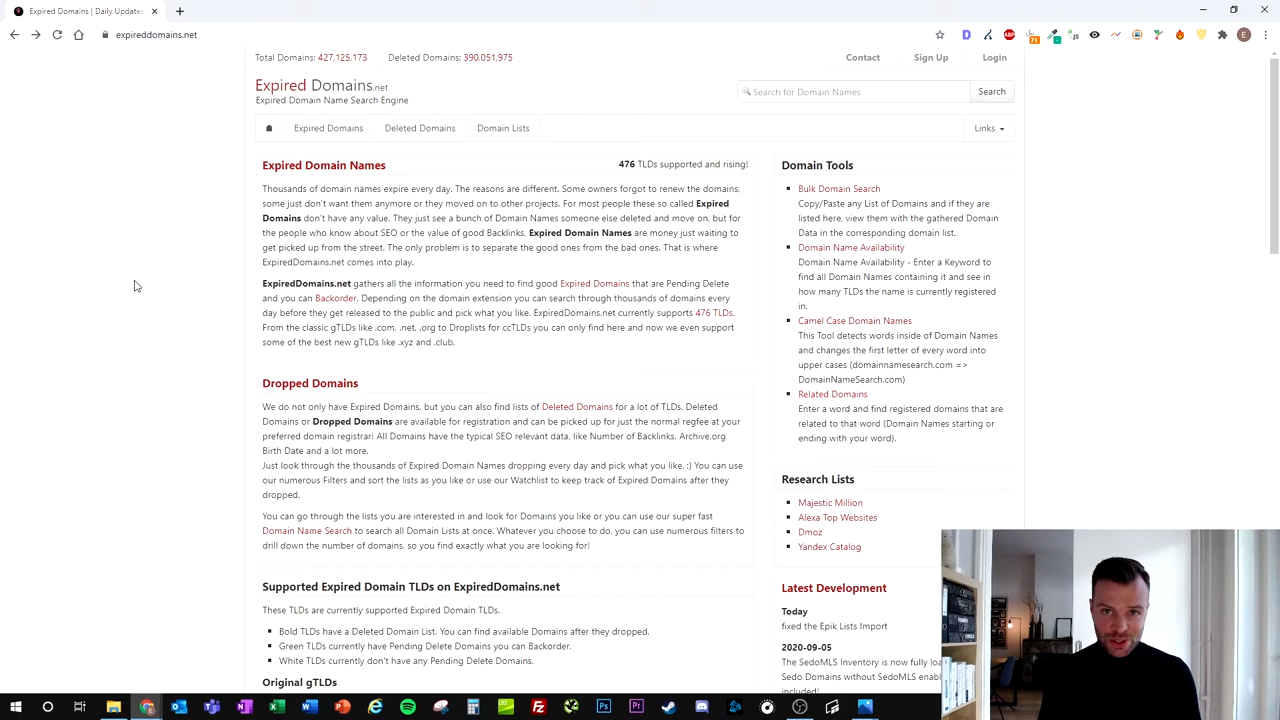 Expired Domains | Daily Update
expireddomains.net
Total Domains: 427.125.173 Deleted Domains: 390.051.975
Contact Sign Up Login
Expired Domains.net
Expired Domain Name Search Engine
Search for Domain Names Search
Expired Domains Deleted Domains Domain Lists Links
Expired Domain Names 476 TLDs supported and rising!
Thousands of domain names expire every day. The reasons are different. Some owners forgot to renew the domains,
some just don't want them anymore or they moved on to other projects. For most people these so called Expired
Domains don't have any value. They just see a bunch of Domain Names someone else deleted and move on, but for
the people who know about SEO or the value of good Backlinks, Expired Domain Names are money just waiting to
get picked up from the street. The only problem is to separate the good ones from the bad ones. That is where
ExpiredDomains.net comes into play.
ExpiredDomains.net gathers all the information you need to find good Expired Domains that are Pending Delete
and you can Backorder. Depending on the domain extension you can search through thousands of domains every
day before they get released to the public and pick what you like. ExpiredDomains.net currently supports 476 TLDs.
From the classic gTLDs like .com, .net, .org to Droplists for ccTLDs you can only find here and now we even support
some of the best new gTLDs like .xyz and .club.
Dropped Domains
We do not only have Expired Domains, but you can also find lists of Deleted Domains for a lot of TLDs. Deleted
Domains or Dropped Domains are available for registration and can be picked up for just the normal regfee at your
preferred domain registrar! All Domains have the typical SEO relevant data, like Number of Backlinks, Archive.org
Birth Date and a lot more.
Just look through the thousands of Expired Domain Names dropping every day and pick what you like. :) You can use
our numerous Filters and sort the lists as you like or use our Watchlist to keep track of Expired Domains after they
dropped.
You can go through the lists you are interested in and look for Domains you like or you can use our super fast
Domain Name Search to search all Domain Lists at once. Whatever you choose to do, you can use numerous filters to
drill down the number of domains, so you find exactly what you are looking for!
Supported Expired Domain TLDs on ExpiredDomains.net
These TLDs are currently supported Expired Domain TLDs.
Bold TLDs have a Deleted Domain List. You can find available Domains after they dropped.
Green TLDs currently have Pending Delete Domains you can Backorder.
White TLDs currently don't have any Pending Delete Domains.
Original gTLDs
Domain Tools
Bulk Domain Search
Copy/Paste any List of Domains and if they are
listed here, view them with the gathered Domain
Data in the corresponding domain list.
Domain Name Availability
Domain Name Availability - Enter a Keyword to
find all Domain Names containing it and see in
how many TLDs the name is currently registered
in.
Camel Case Domain Names
This Tool detects words inside of Domain Names
and changes the first letter of every word into
upper cases (domainnamesearch.com =>
DomainNameSearch.com)
Related Domains
Enter a word and find registered domains that are
related to that word (Domain Names starting or
ending with your word).
Research Lists
Majestic Million
Alexa Top Websites
Dmoz
Yandex Catalog
Latest Development
Today
fixed the Epik Lists Import
2020-09-05
The SedoMLS Inventory is now fully loa
Sedo Domains without SedoMLS enabl
included!